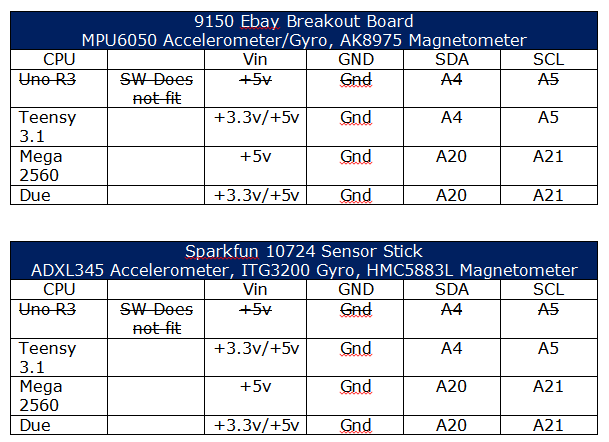 9150 Ebay Breakout Board
MPU6050 Accelerometer/Gyro, AK8975 Magnetometer
CPU Vin GND SDA SCL
Uno R3 SW Does +5v Gnd A4 A5
not fit
Teensy +3.3v/+5v Gnd A4 A5
3.1
Mega +5v Gnd A20 A21
2560
Due +3.3v/+5v Gnd A20 A21
Sparkfun 10724 Sensor Stick
ADXL345 Accelerometer, ITG3200 Gyro, HMC5883L Magnetometer
CPU Vin GND SDA SCL
Uno R3 SW Does +5v Gnd A4 A5
not fit
Teensy +3.3v/+5v Gnd A4 A5
3.1
Mega +5v Gnd A20 A21
2560
Due +3.3v/+5v Gnd A20 A21